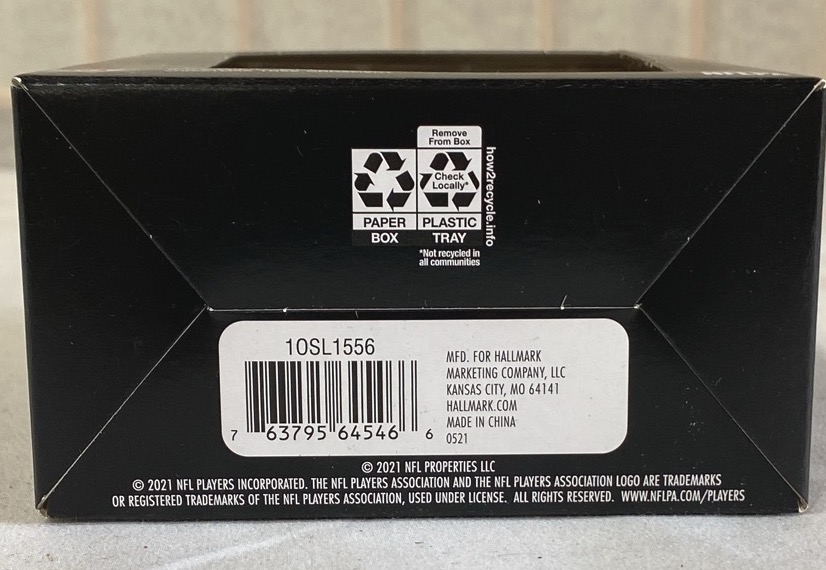 Remove
From Box
Check
Locally*
PAPER
PLASTIC
BOX
TRAY
how2recycle.info
*Not recycled in
all communities
10SL1556
7 63795 64546 6
MFD. FOR HALLMARK
MARKETING COMPANY, LLC
KANSAS CITY, MO 64141
HALLMARK.COM
MADE IN CHINA
0521
© 2021 NFL PROPERTIES LLC
© 2021 NFL PLAYERS INCORPORATED. THE NFL PLAYERS ASSOCIATION AND THE NFL PLAYERS ASSOCIATION LOGO ARE TRADEMARKS
OR REGISTERED TRADEMARKS OF THE NFL PLAYERS ASSOCIATION, USED UNDER LICENSE. ALL RIGHTS RESERVED. WWW.NFLPA.COM/PLAYERS